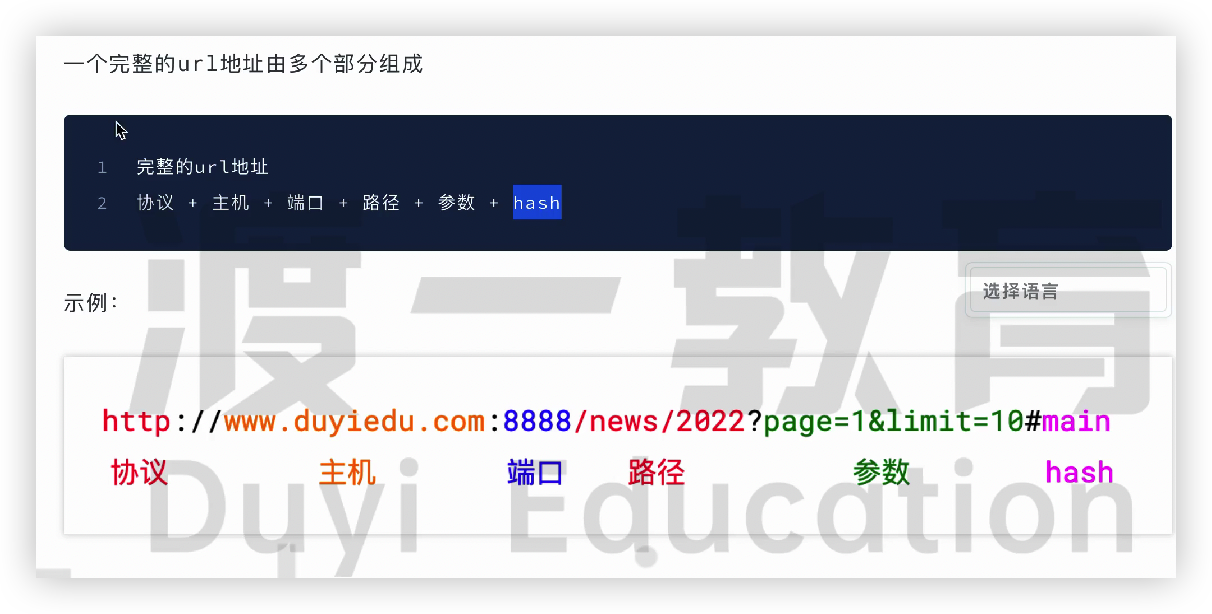 一个完整的url地址由多个部分组成
1 完整的url地址
2 协议 + 主机 + 端口 + 路径 + 参数 + hash
选择语言
示例:
http://www.duyiedu.com:8888/news/2022?page=1&limit=10#main
协议 主机 端口 路径 参数 hash
渡一教育
Duyi Education